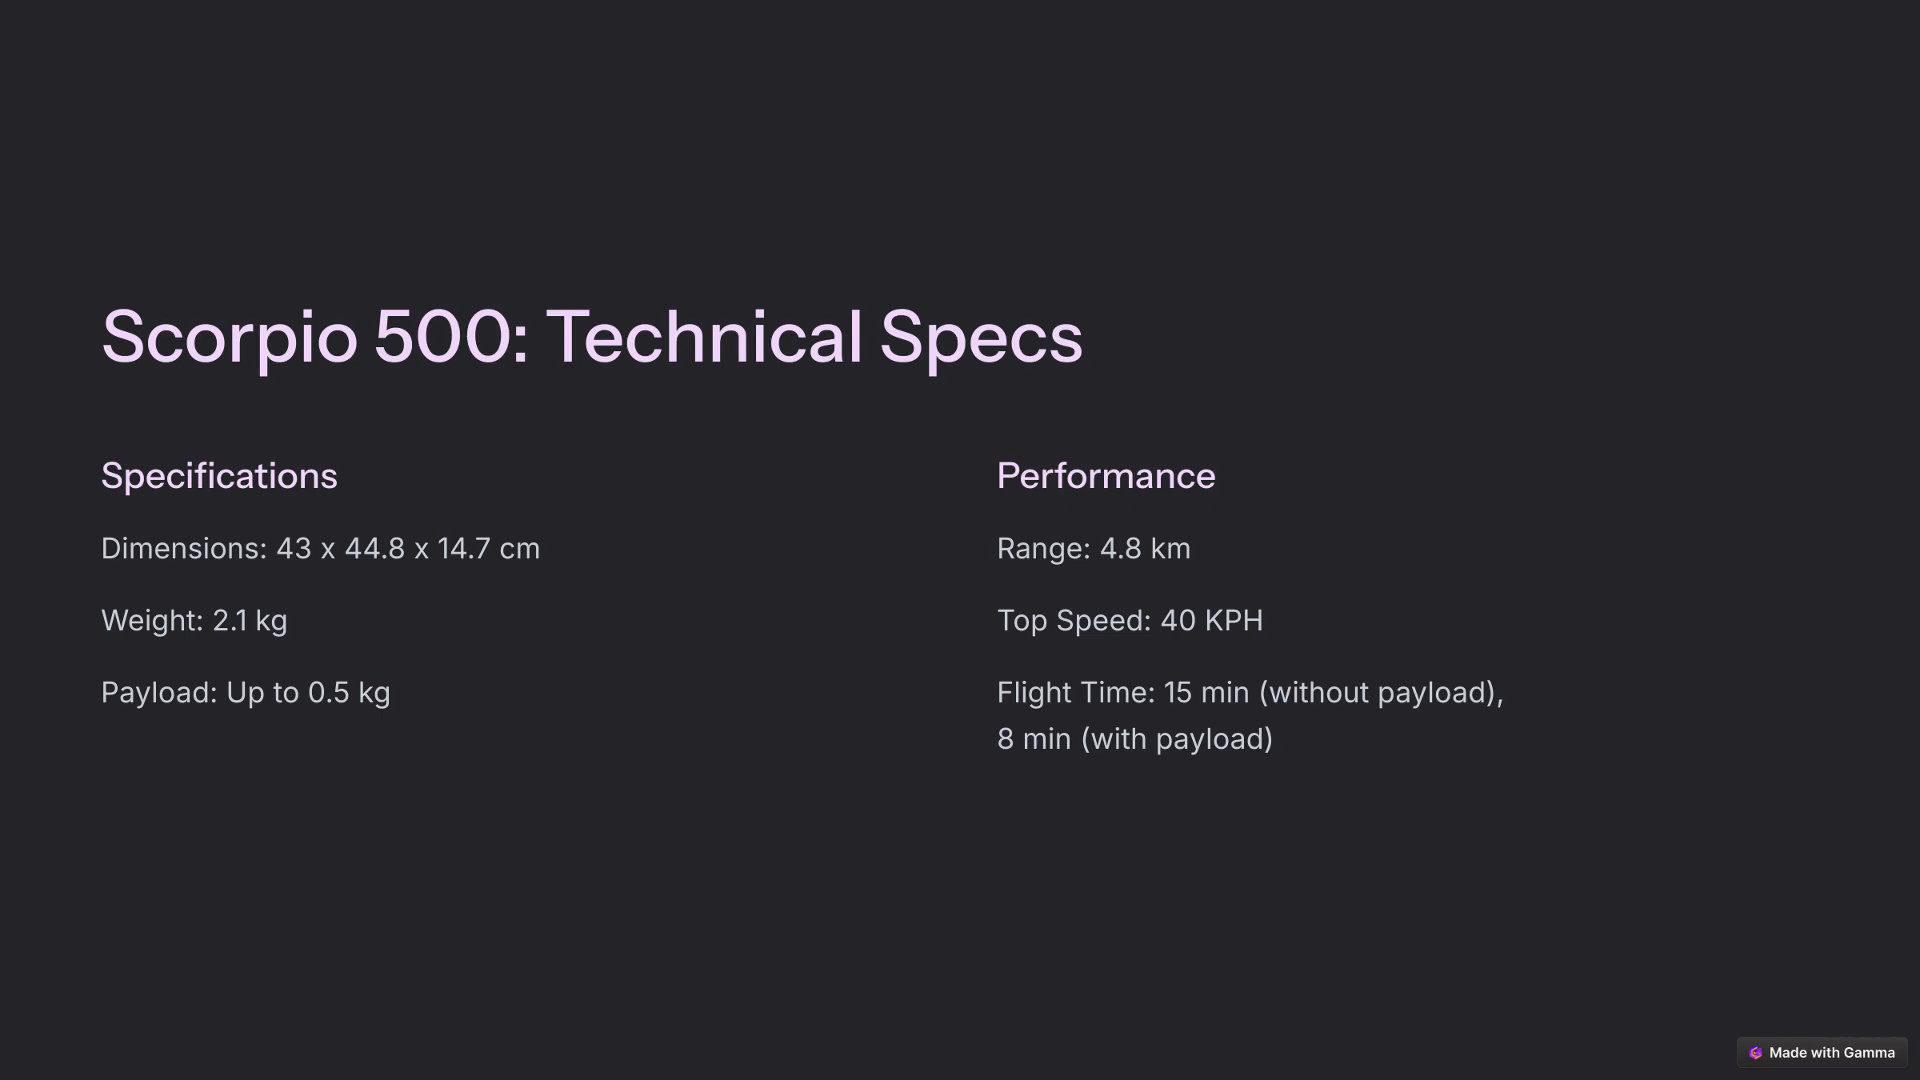 Scorpio 500: Technical Specs
Specifications
Dimensions: 43 x 44.8 x 14.7 cm
Weight: 2.1 kg
Payload: Up to 0.5 kg
Performance
Range: 4.8 km
Top Speed: 40 KPH
Flight Time: 15 min (without payload),
8 min (with payload)
Made with Gamma